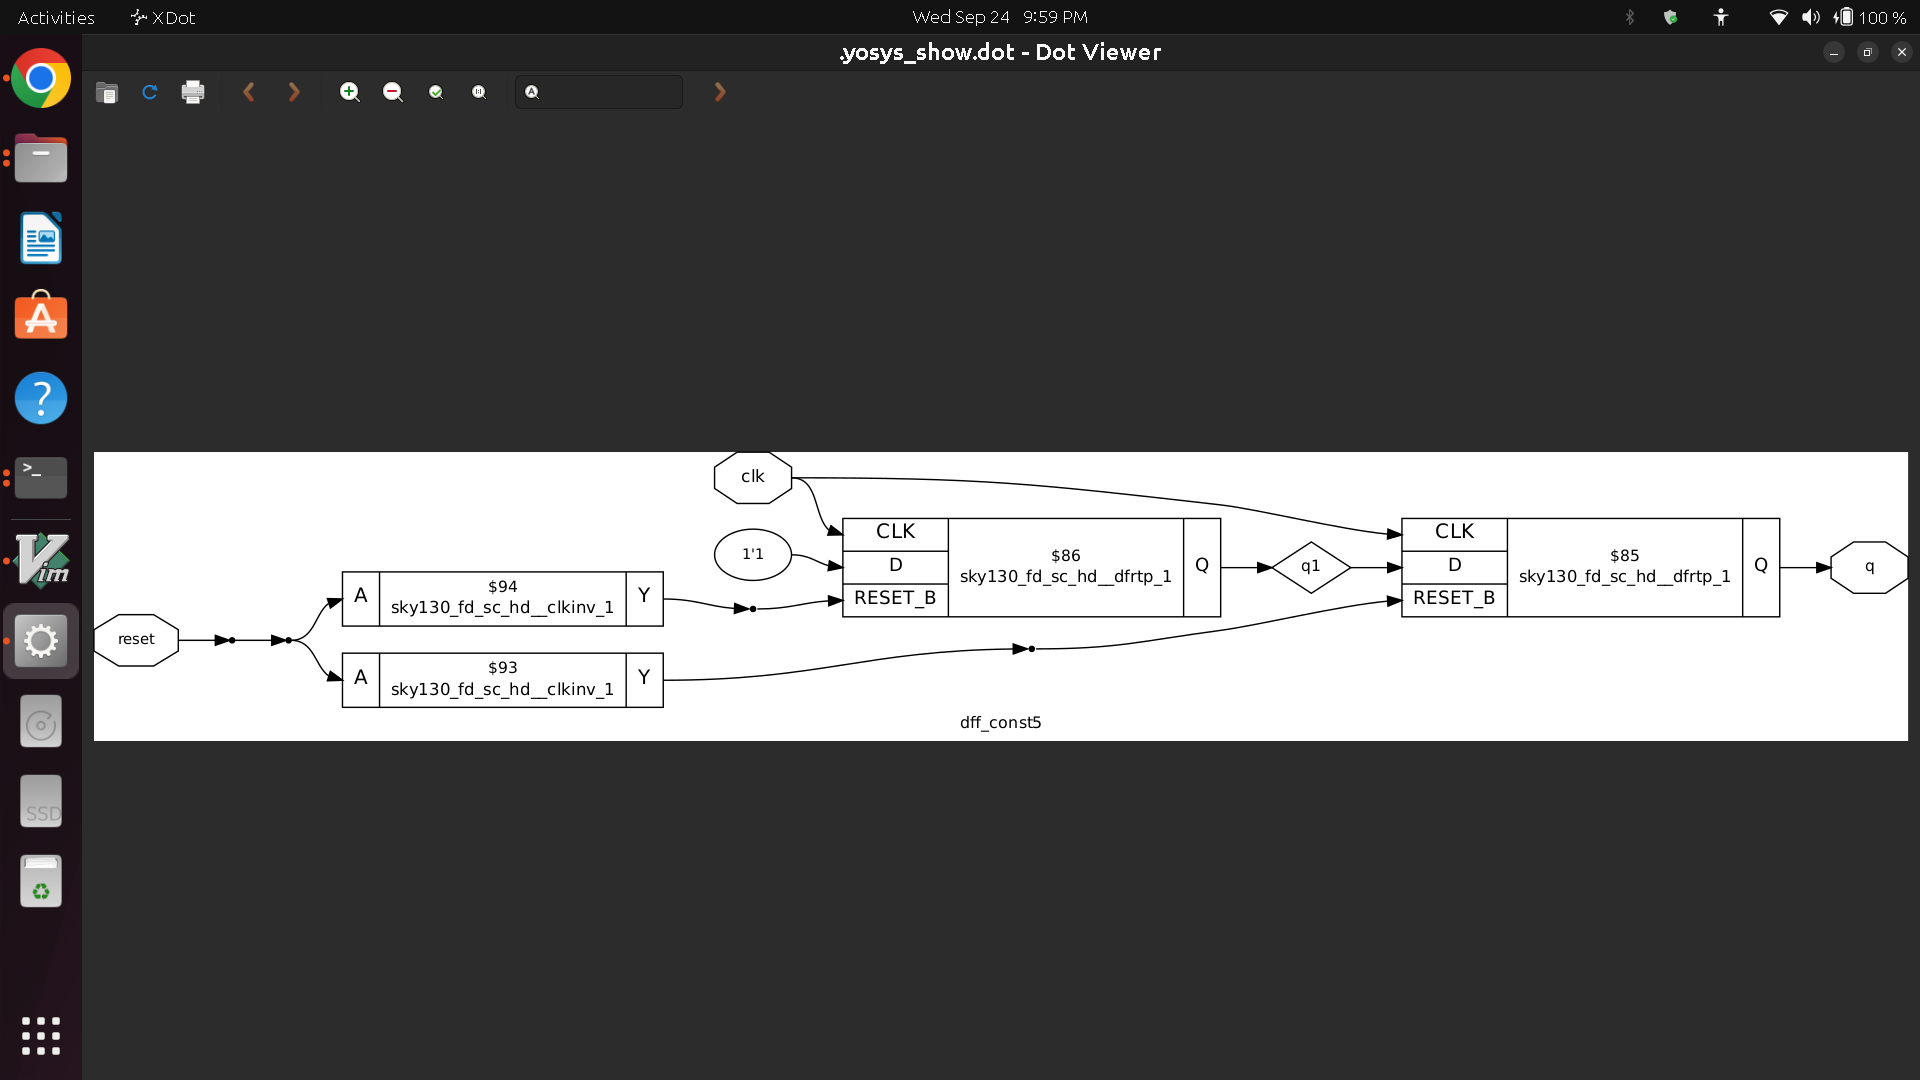 Activities
XDot
Wed Sep 24 9:59 PM
100 %
.yosys_show.dot - Dot Viewer
clk
CLK
D
RESET_B
$86
sky130_fd_sc_hd__dfrtp_1
Q
q1
CLK
D
RESET_B
$85
sky130_fd_sc_hd__dfrtp_1
Q
q
1'1
A
$94
sky130_fd_sc_hd__clkinv_1
Y
reset
A
$93
sky130_fd_sc_hd__clkinv_1
Y
dff_const5
>_
Vim
SSD